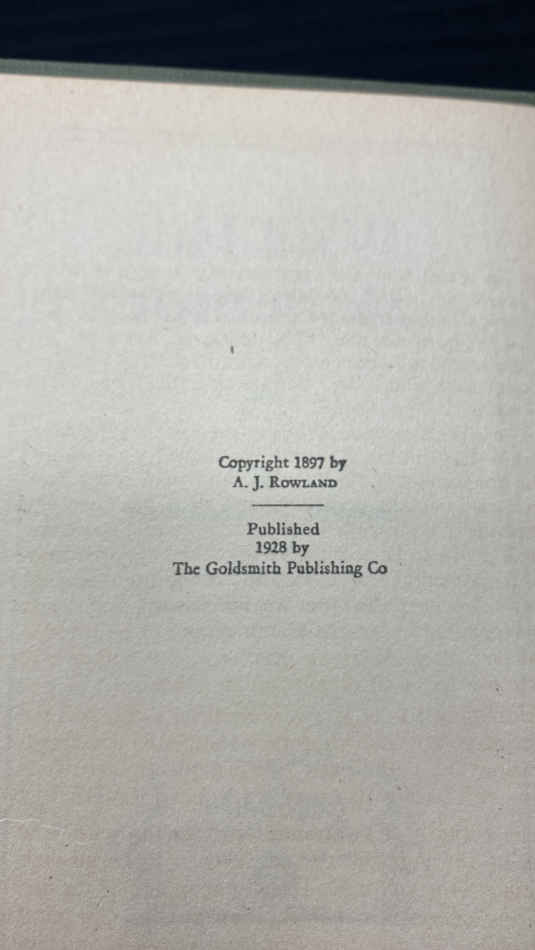 Copyright 1897 by
A. J. ROWLAND
Published
1928 by
The Goldsmith Publishing Co